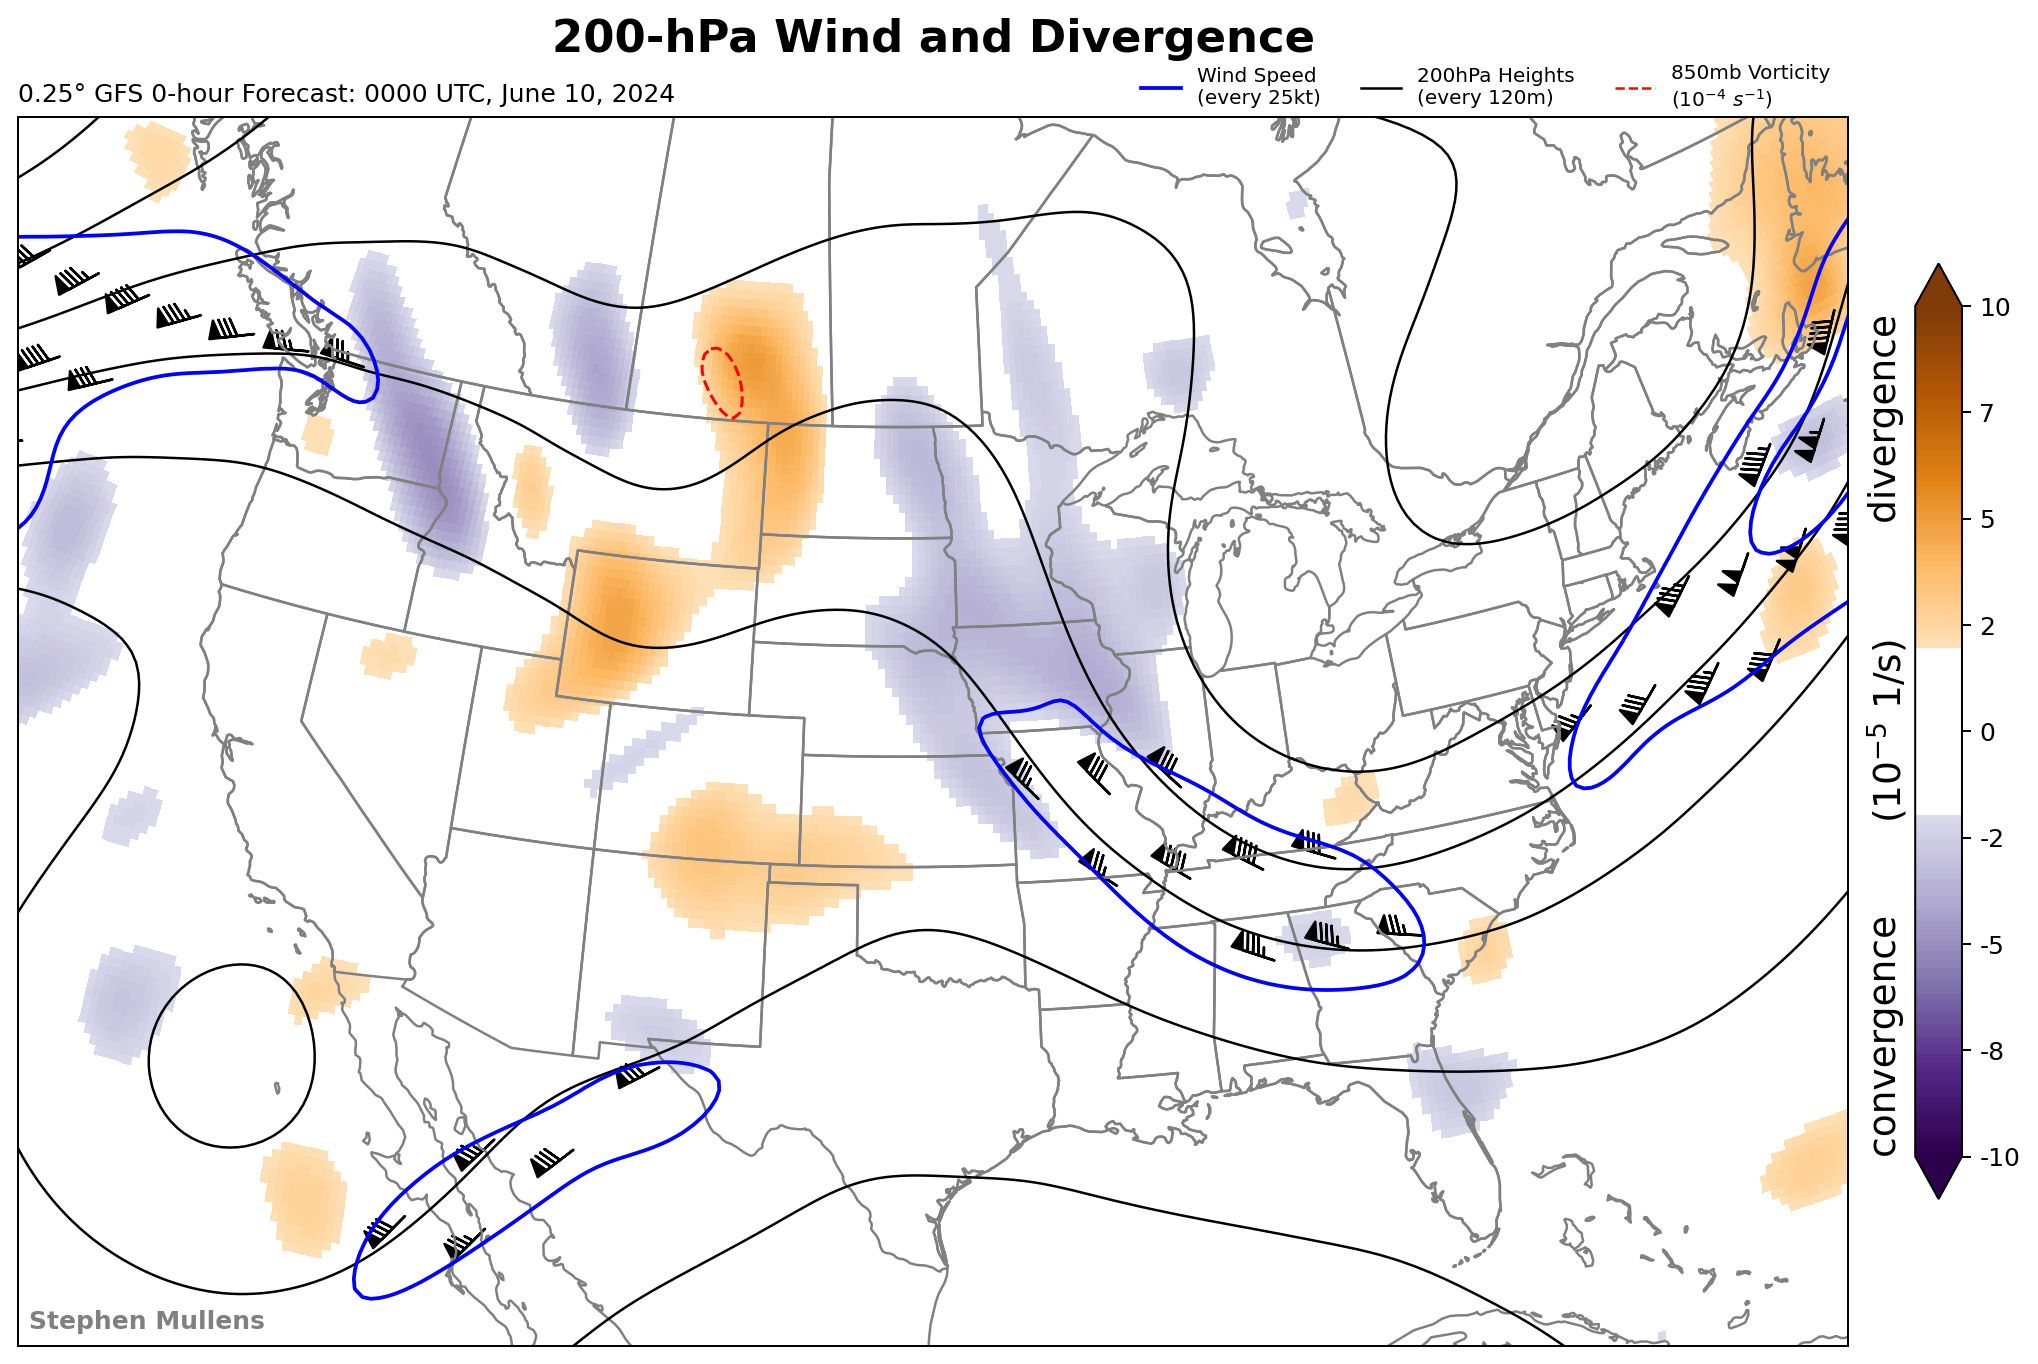 200-hPa Wind and Divergence
0.25° GFS 0-hour Forecast: 0000 UTC, June 10, 2024
Wind Speed
(every 25kt)
200hPa Heights
(every 120m)
850mb Vorticity
(10⁻⁴ s⁻¹)
10
7
5
2
0
-2
-5
-8
-10
convergence (10⁻⁵ 1/s) divergence
Stephen Mullens